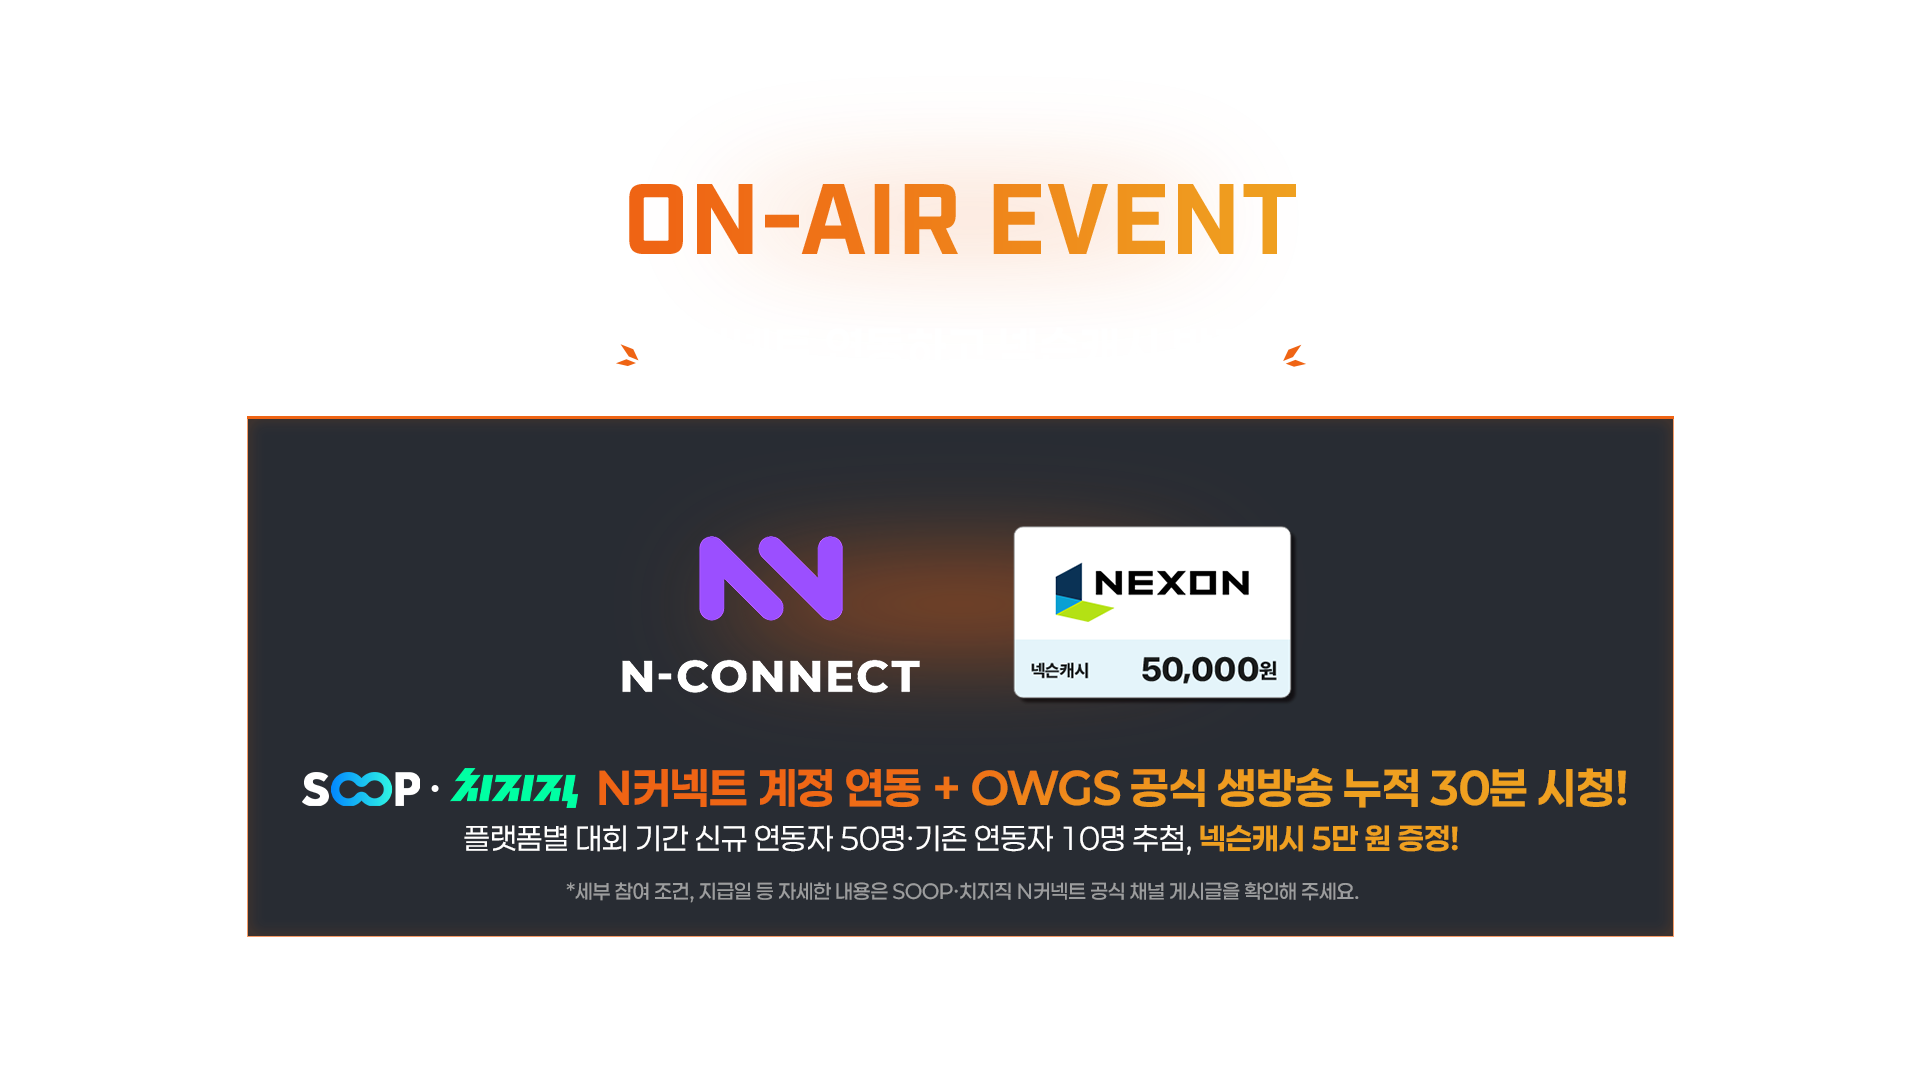 ON-AIR EVENT
N-CONNECT
NEXON
넥슨캐시 50,000원
SOOP · 치지직 N커넥트 계정 연동 + OWGS 공식 생방송 누적 30분 시청!
플랫폼별 대회 기간 신규 연동자 50명·기존 연동자 10명 추첨, 넥슨캐시 5만 원 증정!
*세부 참여 조건, 지급일 등 자세한 내용은 SOOP·치지직 N커넥트 공식 채널 게시글을 확인해 주세요.